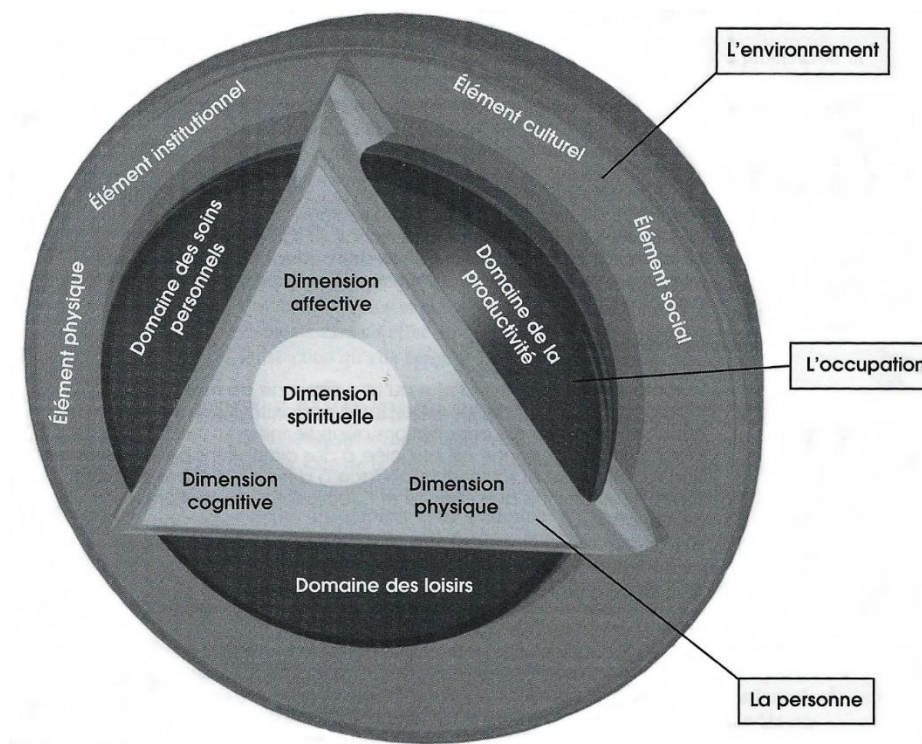 L'environnement
Élément culturel
Élément institutionnel
Élément social
Élément physique
Domaine des soins
personnels
Domaine de la
productivité
Dimension
affective
L'occupation
Dimension
spirituelle
Dimension
cognitive
Dimension
physique
Domaine des loisirs
La personne